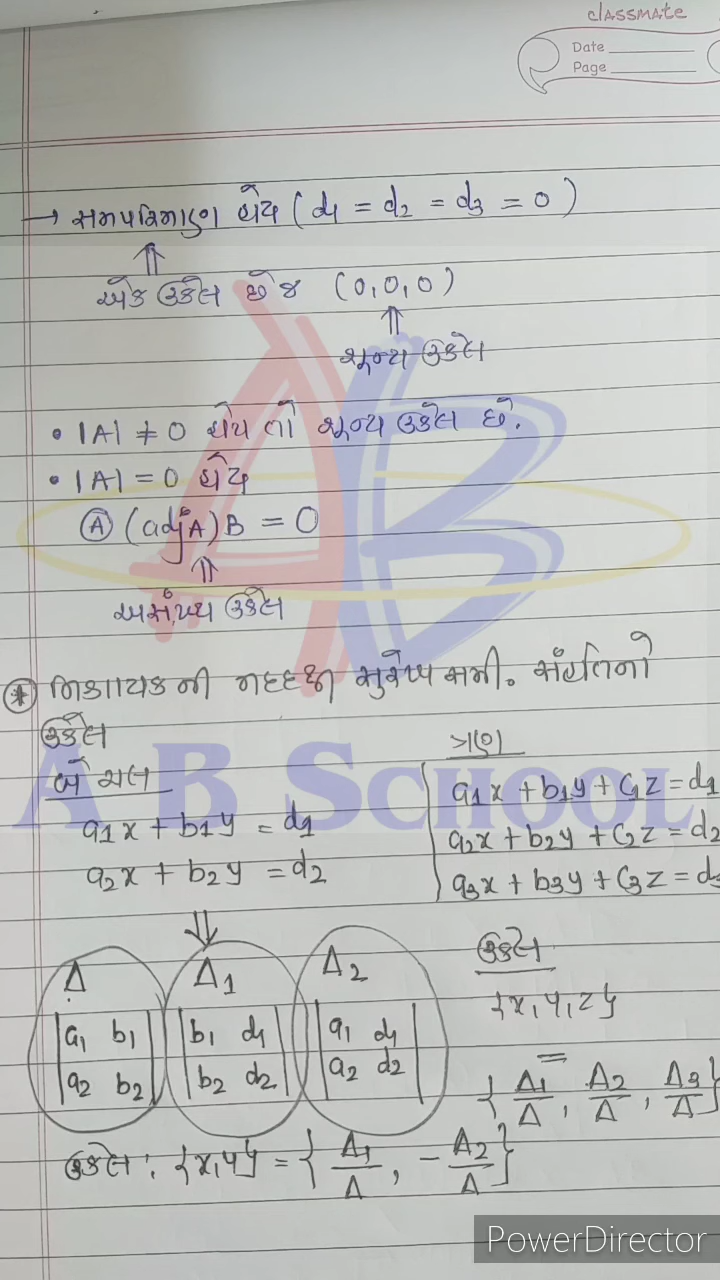 classmate
Date
Page
→ સમપરિમાણ હોય ( d1 = d2 = d3 = 0 )
⇑
એક ઉકેલ છે જ (0,0,0)
⇑
શૂન્ય ઉકેલ
• |A| ≠ 0 હોય તો શૂન્ય ઉકેલ છે.
• |A| = 0 હોય
Ⓐ (adjA)B = 0
⇑
અસંખ્ય ઉકેલ
⊛ નિશ્ચાયકની મદદથી સુરેખ સમી. સંહતિનો
ઉકેલ
બે ચલ
a1x + b1y = d1
a2x + b2y = d2
⇓
Δ Δ1 Δ2
|a1 b1| |b1 d1| |a1 d1|
|a2 b2| |b2 d2| |a2 d2|
ઉકેલ : {x,y} = { Δ1/Δ , - Δ2/Δ }
ત્રણ
a1x + b1y + c1z = d1
a2x + b2y + c2z = d2
a3x + b3y + c3z = d3
ઉકેલ
{x,y,z}
=
{ Δ1/Δ , Δ2/Δ , Δ3/Δ }
AB
A B SCHOOL
PowerDirector